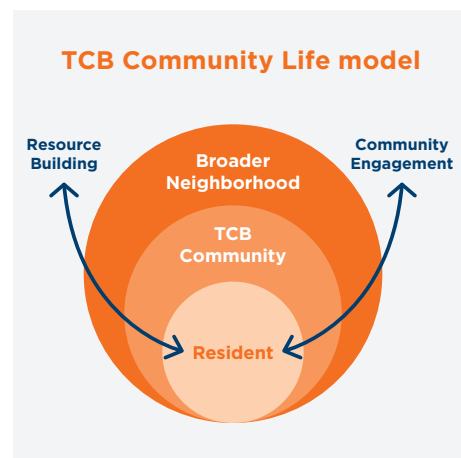 TCB Community Life model
Resource
Building
Community
Engagement
Broader
Neighborhood
TCB
Community
Resident